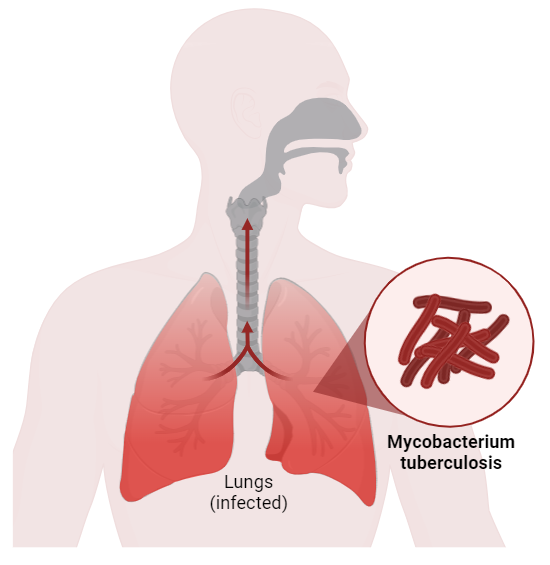 Mycobacterium
tuberculosis
Lungs
(infected)